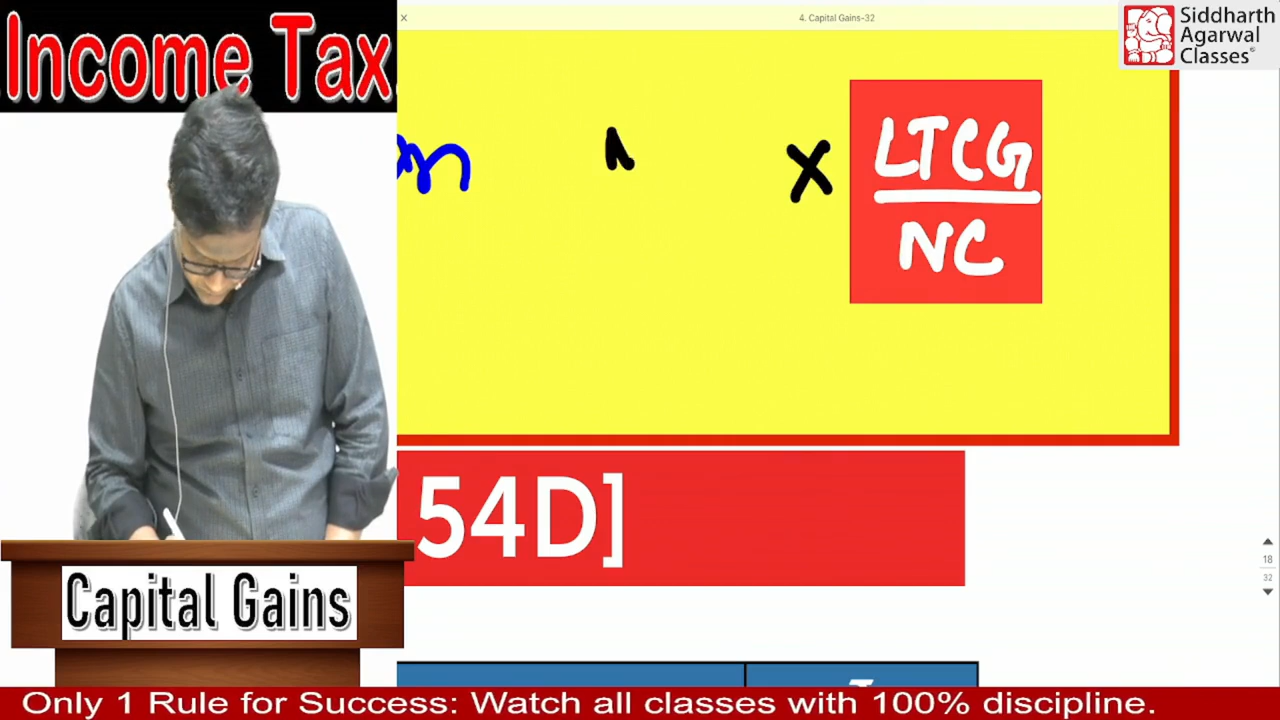 Income Tax
4. Capital Gains-32
Siddharth
Agarwal
Classes
×
LTCG
NC
54D]
18
32
Capital Gains
Only 1 Rule for Success: Watch all classes with 100% discipline.